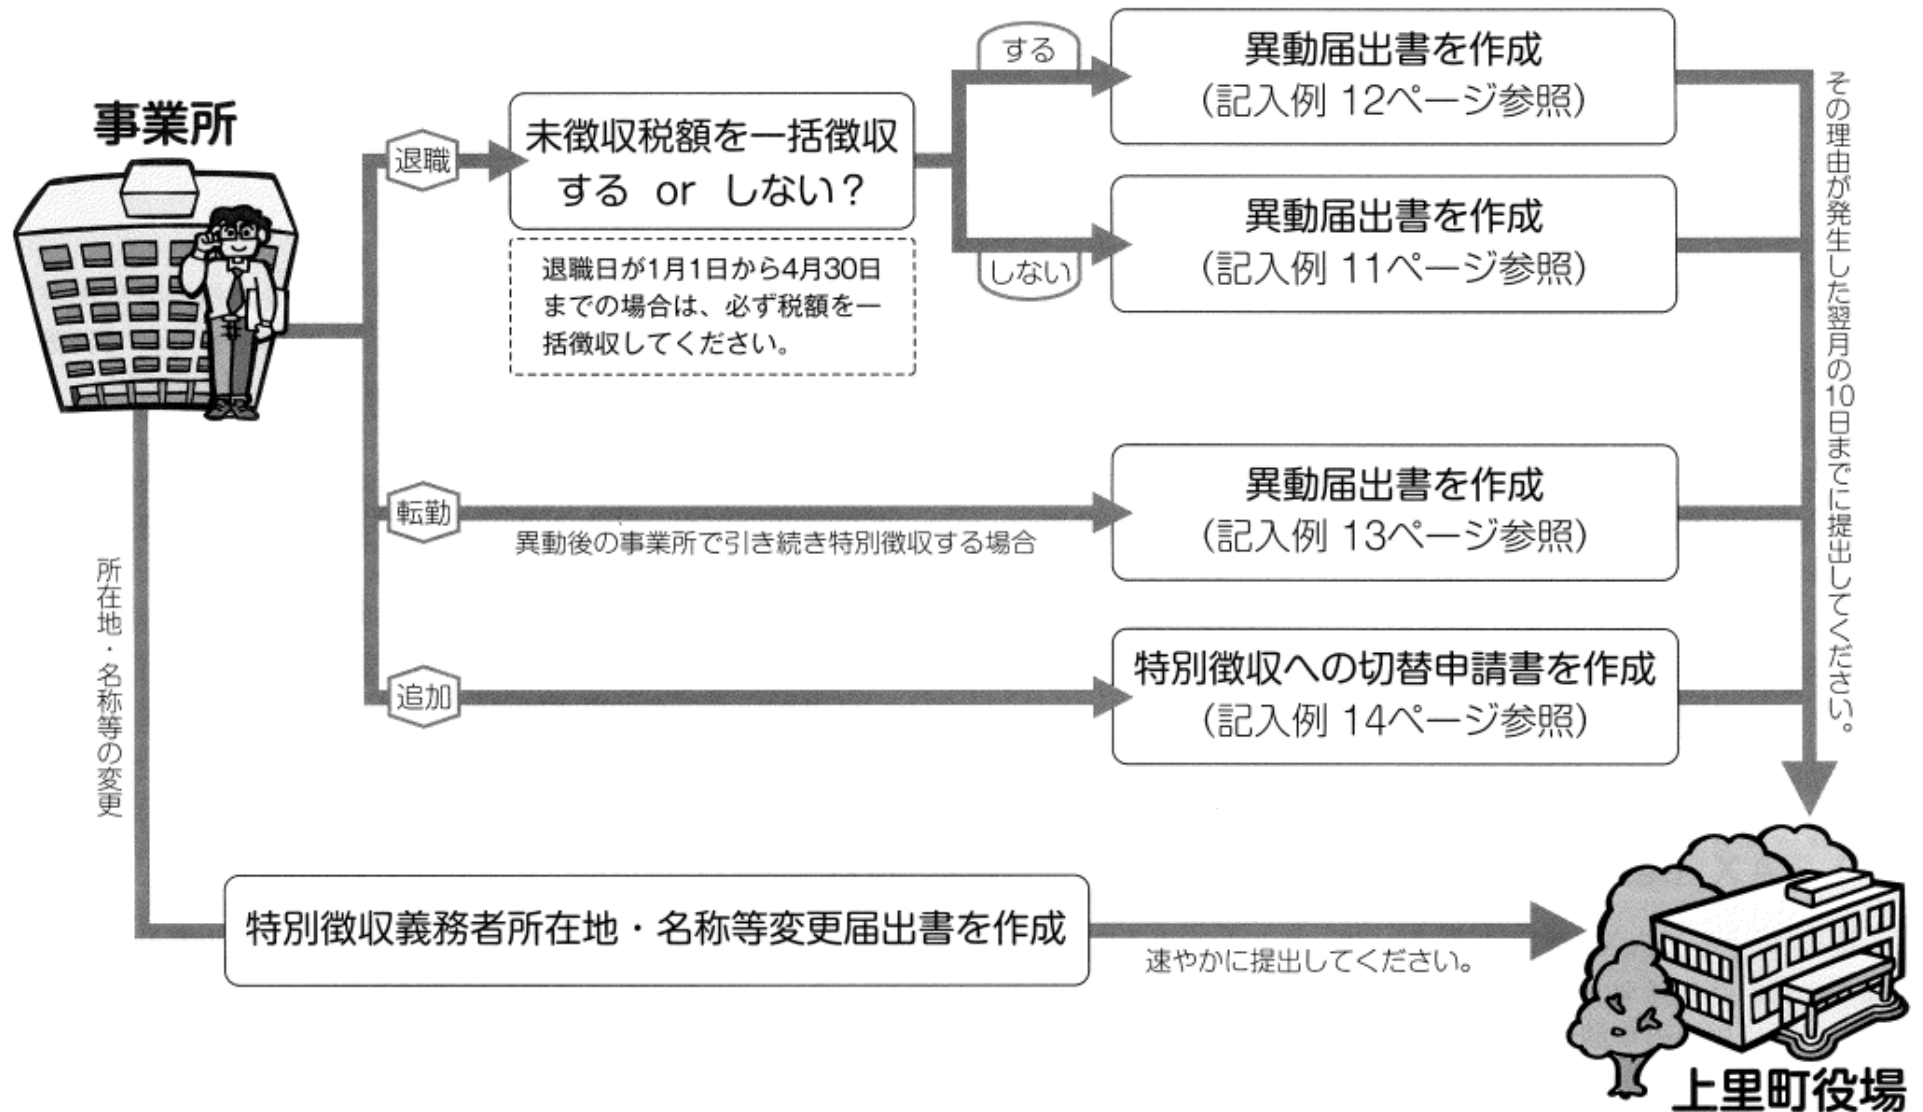 事業所
退職
未徴収税額を一括徴収
する or しない？
退職日が1月1日から4月30日
までの場合は、必ず税額を一
括徴収してください。
する
異動届出書を作成
（記入例 12ページ参照）
しない
異動届出書を作成
（記入例 11ページ参照）
転勤
異動後の事業所で引き続き特別徴収する場合
異動届出書を作成
（記入例 13ページ参照）
追加
特別徴収への切替申請書を作成
（記入例 14ページ参照）
その理由が発生した翌月の10日までに提出してください。
所在地・名称等の変更
特別徴収義務者所在地・名称等変更届出書を作成
速やかに提出してください。
上里町役場